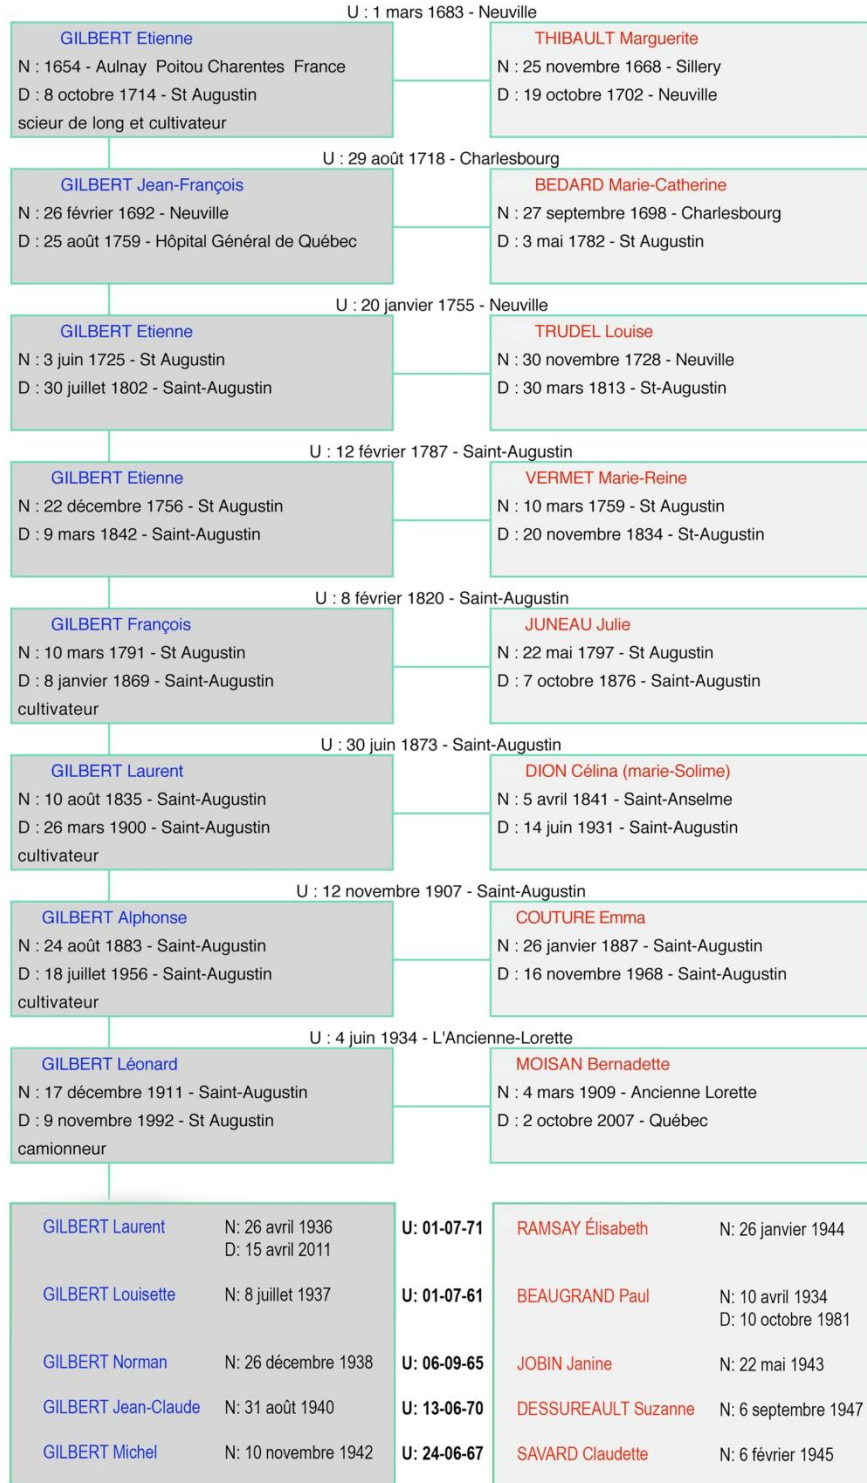 U : 1 mars 1683 - Neuville
GILBERT Etienne
N : 1654 - Aulnay Poitou Charentes France
D : 8 octobre 1714 - St Augustin
scieur de long et cultivateur
THIBAULT Marguerite
N : 25 novembre 1668 - Sillery
D : 19 octobre 1702 - Neuville
U : 29 août 1718 - Charlesbourg
GILBERT Jean-François
N : 26 février 1692 - Neuville
D : 25 août 1759 - Hôpital Général de Québec
BEDARD Marie-Catherine
N : 27 septembre 1698 - Charlesbourg
D : 3 mai 1782 - St Augustin
U : 20 janvier 1755 - Neuville
GILBERT Etienne
N : 3 juin 1725 - St Augustin
D : 30 juillet 1802 - Saint-Augustin
TRUDEL Louise
N : 30 novembre 1728 - Neuville
D : 30 mars 1813 - St-Augustin
U : 12 février 1787 - Saint-Augustin
GILBERT Etienne
N : 22 décembre 1756 - St Augustin
D : 9 mars 1842 - Saint-Augustin
VERMET Marie-Reine
N : 10 mars 1759 - St Augustin
D : 20 novembre 1834 - St-Augustin
U : 8 février 1820 - Saint-Augustin
GILBERT François
N : 10 mars 1791 - St Augustin
D : 8 janvier 1869 - Saint-Augustin
cultivateur
JUNEAU Julie
N : 22 mai 1797 - St Augustin
D : 7 octobre 1876 - Saint-Augustin
U : 30 juin 1873 - Saint-Augustin
GILBERT Laurent
N : 10 août 1835 - Saint-Augustin
D : 26 mars 1900 - Saint-Augustin
cultivateur
DION Célina (marie-Solime)
N : 5 avril 1841 - Saint-Anselme
D : 14 juin 1931 - Saint-Augustin
U : 12 novembre 1907 - Saint-Augustin
GILBERT Alphonse
N : 24 août 1883 - Saint-Augustin
D : 18 juillet 1956 - Saint-Augustin
cultivateur
COUTURE Emma
N : 26 janvier 1887 - Saint-Augustin
D : 16 novembre 1968 - Saint-Augustin
U : 4 juin 1934 - L'Ancienne-Lorette
GILBERT Léonard
N : 17 décembre 1911 - Saint-Augustin
D : 9 novembre 1992 - St Augustin
camionneur
MOISAN Bernadette
N : 4 mars 1909 - Ancienne Lorette
D : 2 octobre 2007 - Québec
GILBERT Laurent N: 26 avril 1936 U: 01-07-71 RAMSAY Élisabeth N: 26 janvier 1944
D: 15 avril 2011
GILBERT Louisette N: 8 juillet 1937 U: 01-07-61 BEAUGRAND Paul N: 10 avril 1934
D: 10 octobre 1981
GILBERT Norman N: 26 décembre 1938 U: 06-09-65 JOBIN Janine N: 22 mai 1943
GILBERT Jean-Claude N: 31 août 1940 U: 13-06-70 DESSUREAULT Suzanne N: 6 septembre 1947
GILBERT Michel N: 10 novembre 1942 U: 24-06-67 SAVARD Claudette N: 6 février 1945